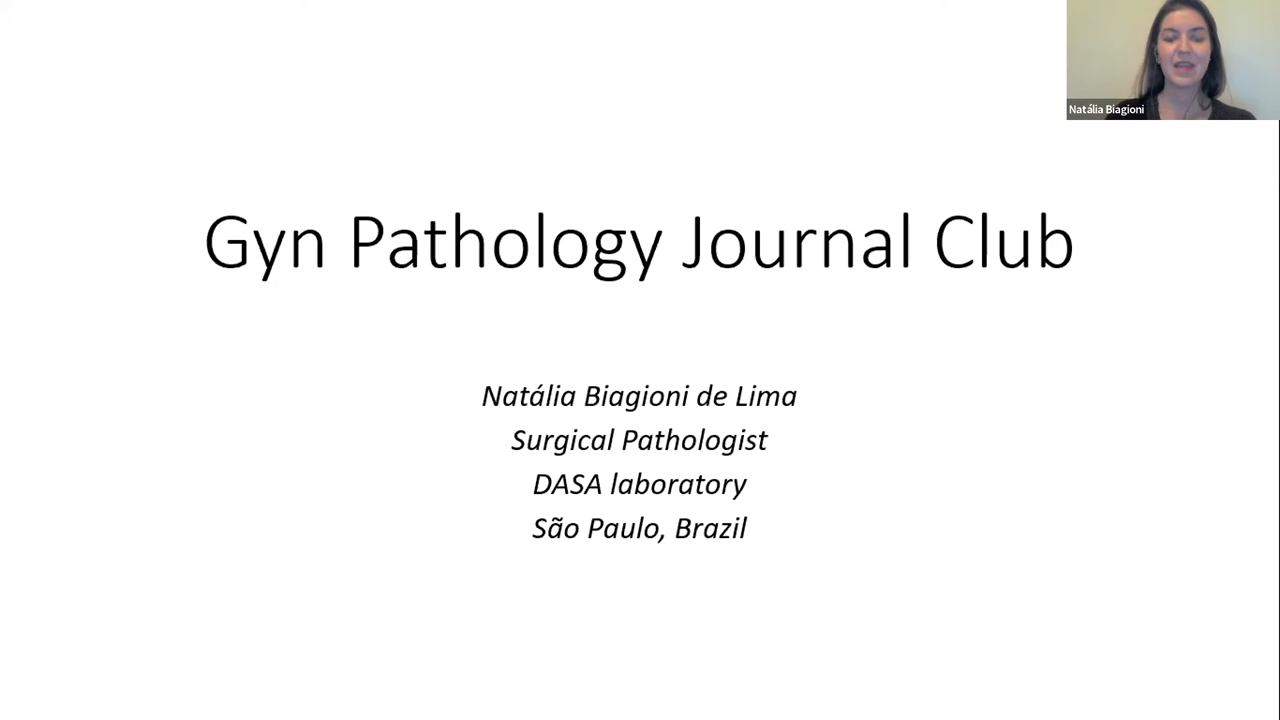 Natália Biagioni
Gyn Pathology Journal Club
Natália Biagioni de Lima
Surgical Pathologist
DASA laboratory
São Paulo, Brazil